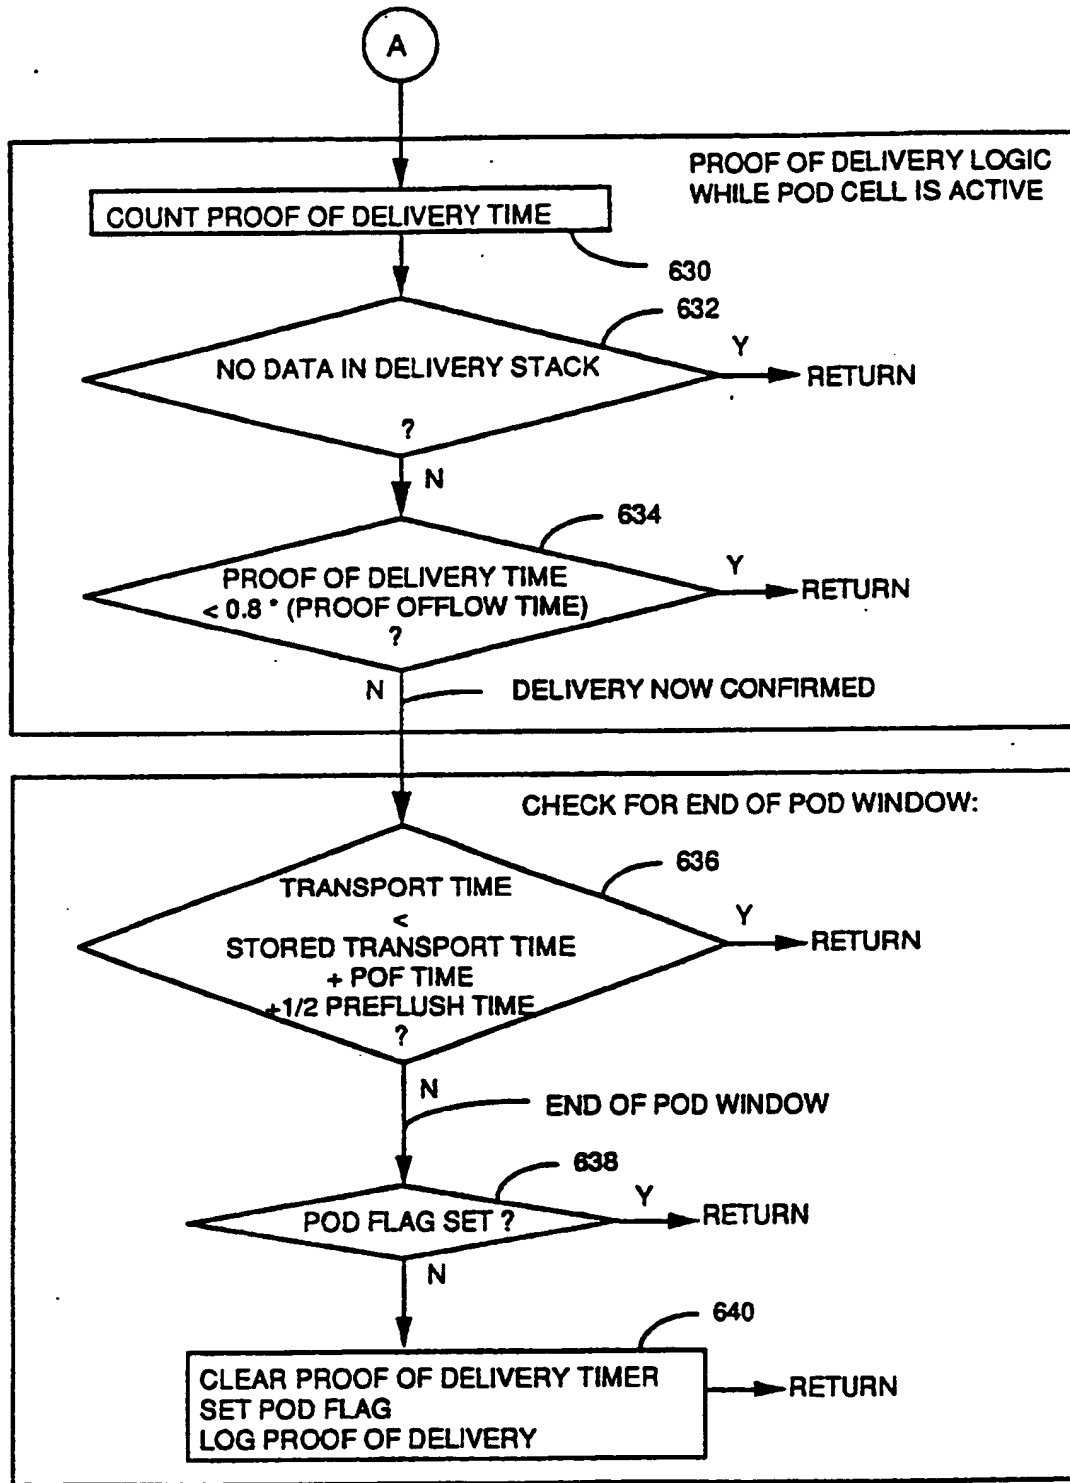 A
PROOF OF DELIVERY LOGIC
WHILE POD CELL IS ACTIVE
COUNT PROOF OF DELIVERY TIME
630
632
NO DATA IN DELIVERY STACK
?
Y
RETURN
N
634
PROOF OF DELIVERY TIME
< 0.8 * (PROOF OFFLOW TIME)
?
Y
RETURN
N
DELIVERY NOW CONFIRMED
CHECK FOR END OF POD WINDOW:
636
TRANSPORT TIME
<
STORED TRANSPORT TIME
+ POF TIME
+1/2 PREFLUSH TIME
?
Y
RETURN
N
END OF POD WINDOW
638
POD FLAG SET ?
Y
RETURN
N
640
CLEAR PROOF OF DELIVERY TIMER
SET POD FLAG
LOG PROOF OF DELIVERY
RETURN